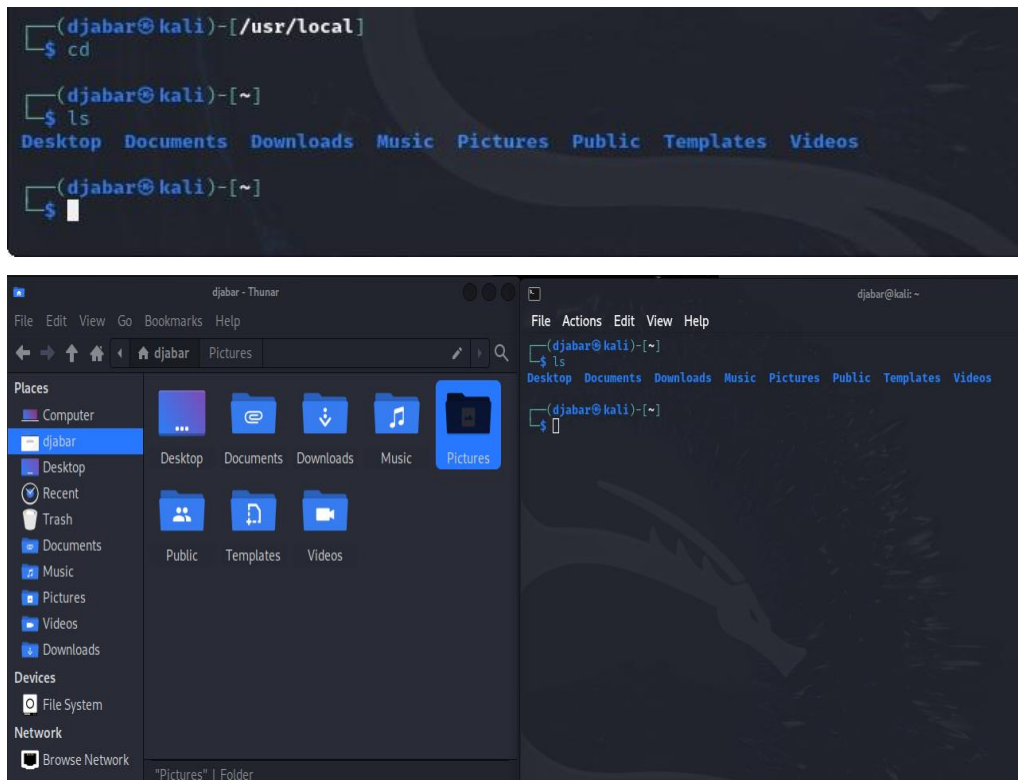 ┌──(djabar㉿kali)-[/usr/local]
└─$ cd
┌──(djabar㉿kali)-[~]
└─$ ls
Desktop Documents Downloads Music Pictures Public Templates Videos
┌──(djabar㉿kali)-[~]
└─$
djabar - Thunar
File Edit View Go Bookmarks Help
djabar Pictures
Places
Computer
djabar
Desktop
Recent
Trash
Documents
Music
Pictures
Videos
Downloads
Devices
File System
Network
Browse Network
Desktop Documents Downloads Music Pictures
Public Templates Videos
"Pictures" | Folder
djabar@kali: ~
File Actions Edit View Help
┌──(djabar㉿kali)-[~]
└─$ ls
Desktop Documents Downloads Music Pictures Public Templates Videos
┌──(djabar㉿kali)-[~]
└─$